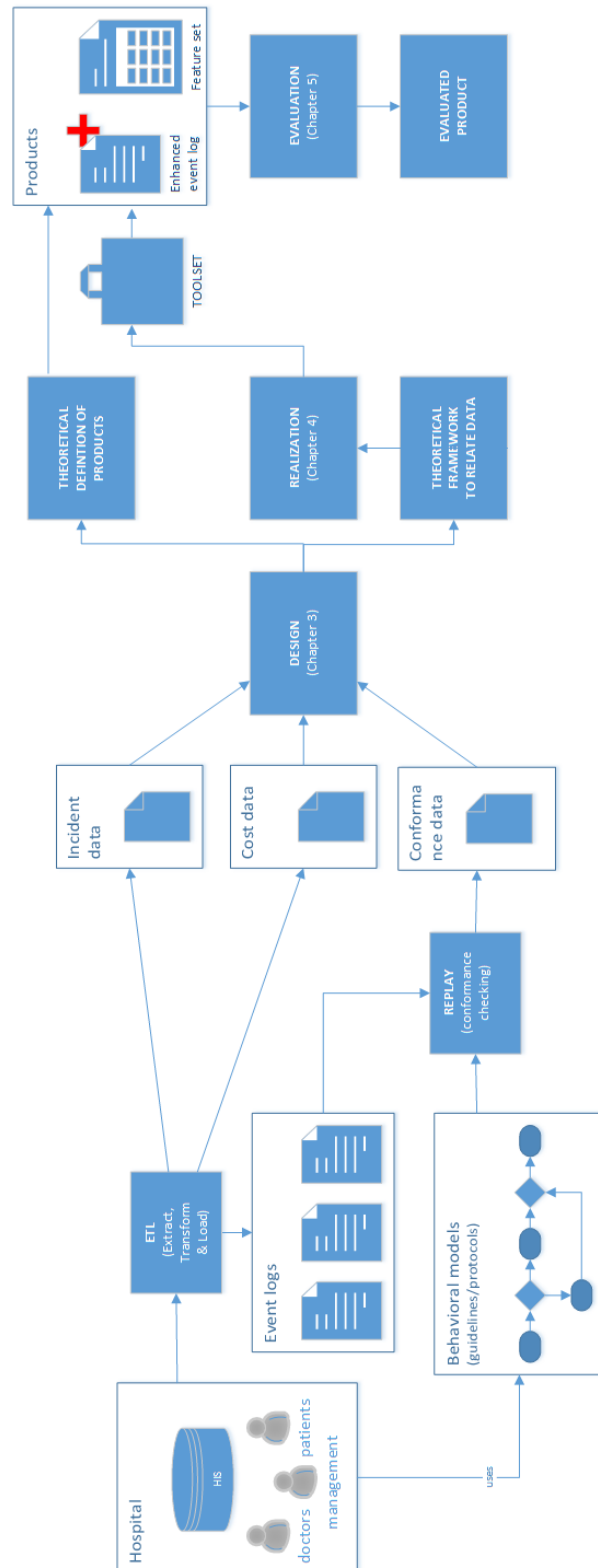 Hospital
HIS
doctors
patients
management
uses
ETL
(Extract,
Transform
& Load)
Event logs
Behavioral models
(guidelines/protocols)
REPLAY
(conformance
checking)
Incident
data
Cost data
Conforma
nce data
DESIGN
(Chapter 3)
THEORETICAL
DEFINTION OF
PRODUCTS
REALIZATION
(Chapter 4)
THEORETICAL
FRAMEWORK
TO RELATE DATA
TOOLSET
Products
Enhanced
event log
Feature set
EVALUATION
(Chapter 5)
EVALUATED
PRODUCT